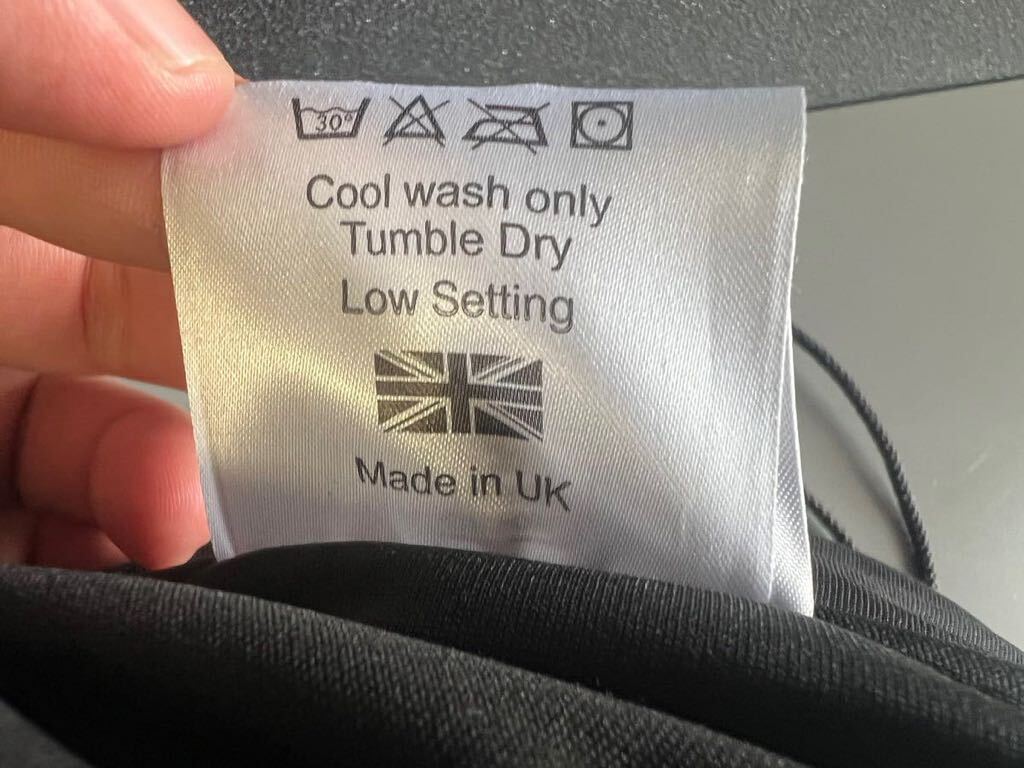 30°
Cool wash only
Tumble Dry
Low Setting
Made in UK